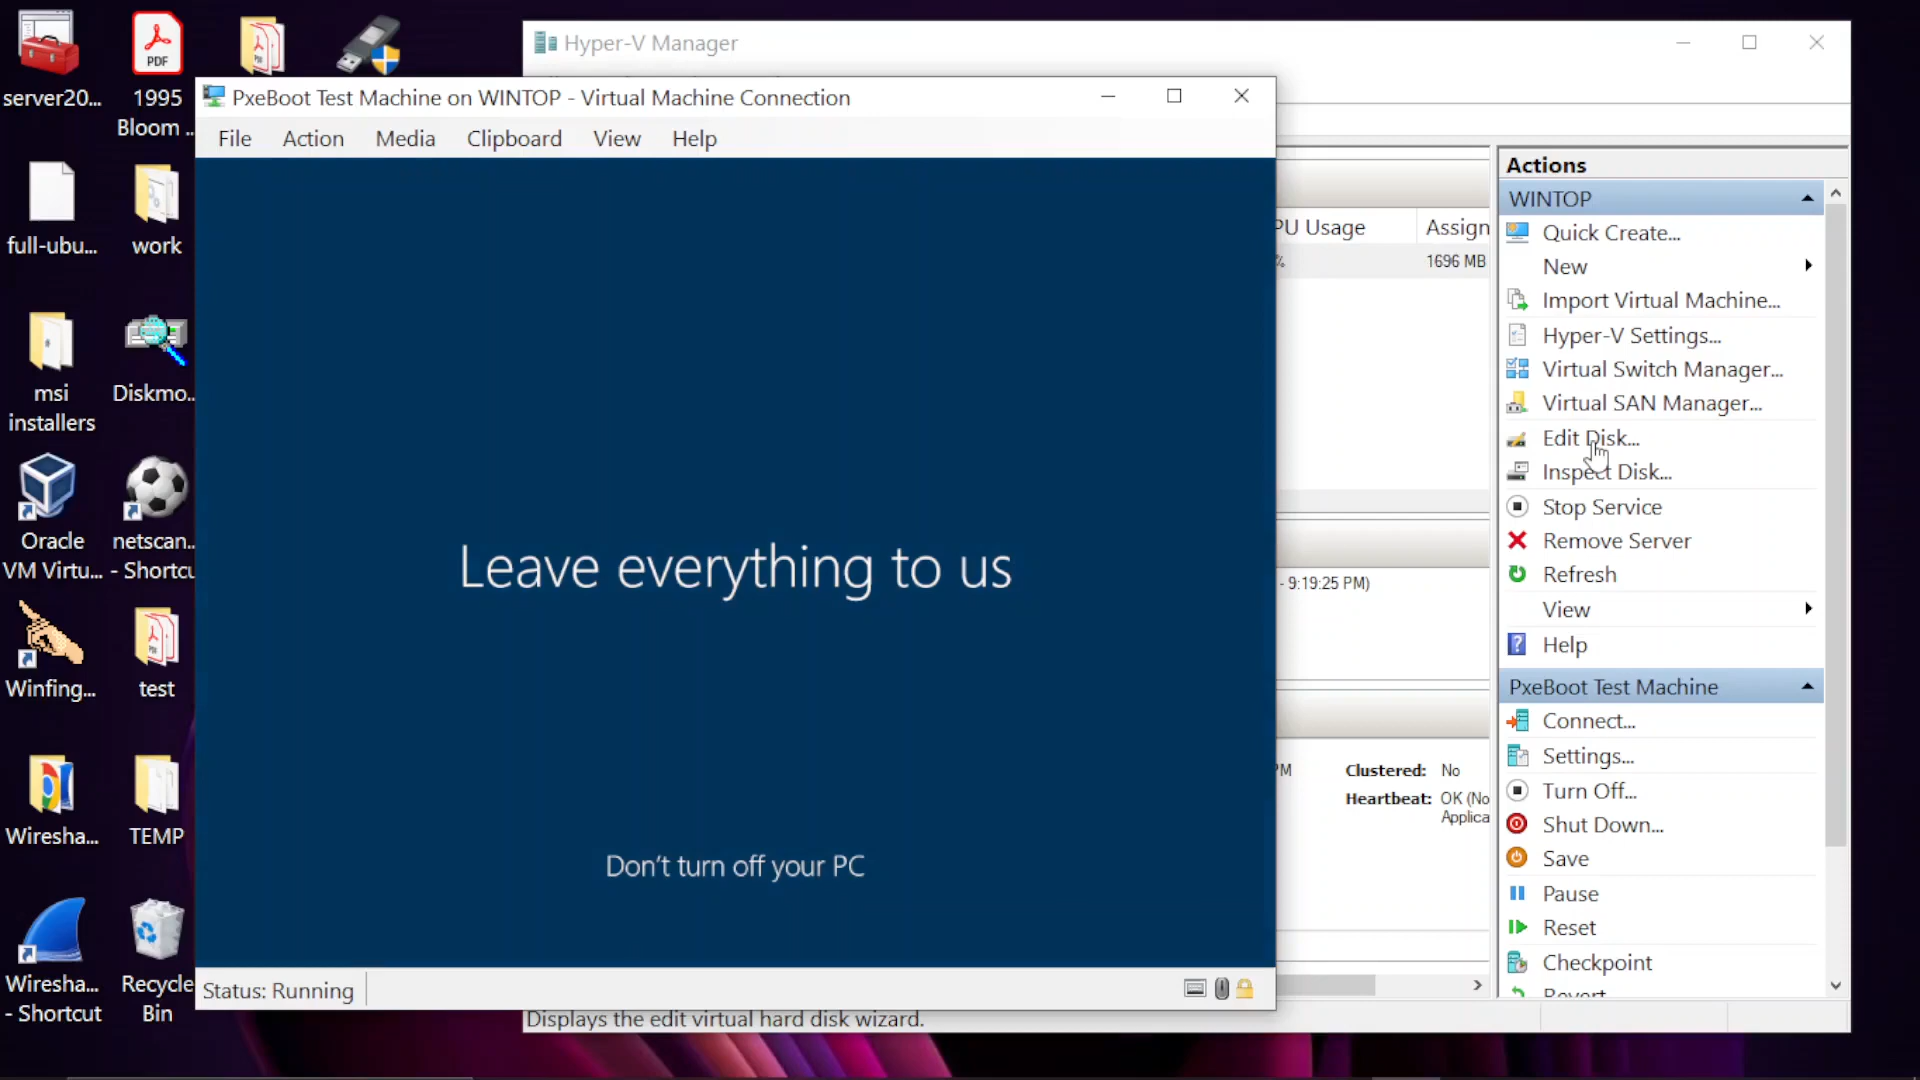 server20...
1995
Bloom ..
full-ubu...
work
msi
installers
Diskmo..
Oracle
VM Virtu...
netscan..
- Shortcu
Winfing...
test
Wiresha...
TEMP
Wiresha...
- Shortcut
Recycle
Bin
PDF
Hyper-V Manager
PxeBoot Test Machine on WINTOP - Virtual Machine Connection
File Action Media Clipboard View Help
Leave everything to us
Don't turn off your PC
Status: Running
PU Usage Assign
% 1696 MB
- 9:19:25 PM)
PM
Clustered: No
Heartbeat: OK (No
Applica
Displays the edit virtual hard disk wizard.
Actions
WINTOP
Quick Create...
New
Import Virtual Machine...
Hyper-V Settings...
Virtual Switch Manager...
Virtual SAN Manager...
Edit Disk...
Inspect Disk...
Stop Service
Remove Server
Refresh
View
Help
PxeBoot Test Machine
Connect...
Settings...
Turn Off...
Shut Down...
Save
Pause
Reset
Checkpoint
Revert